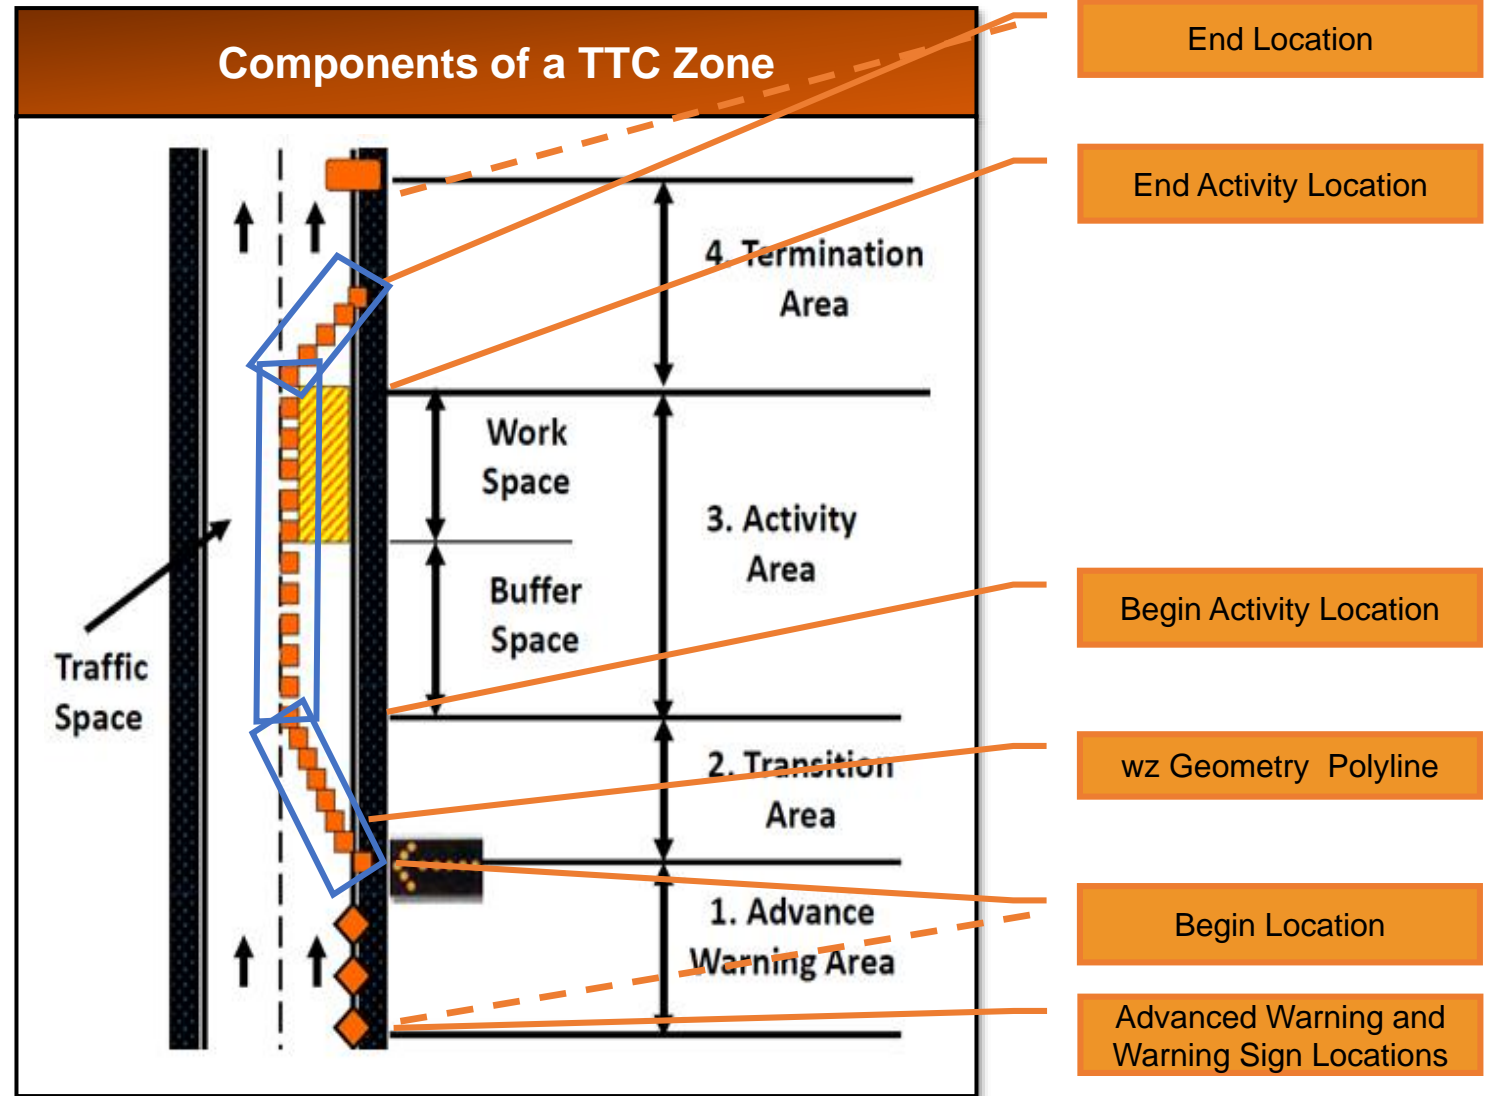 Components of a TTC Zone
End Location
End Activity Location
4. Termination
Area
Work
Space
3. Activity
Area
Buffer
Space
Begin Activity Location
Traffic
Space
2. Transition
Area
wz Geometry  Polyline
1. Advance
Warning Area
Begin Location
Advanced Warning and
Warning Sign Locations